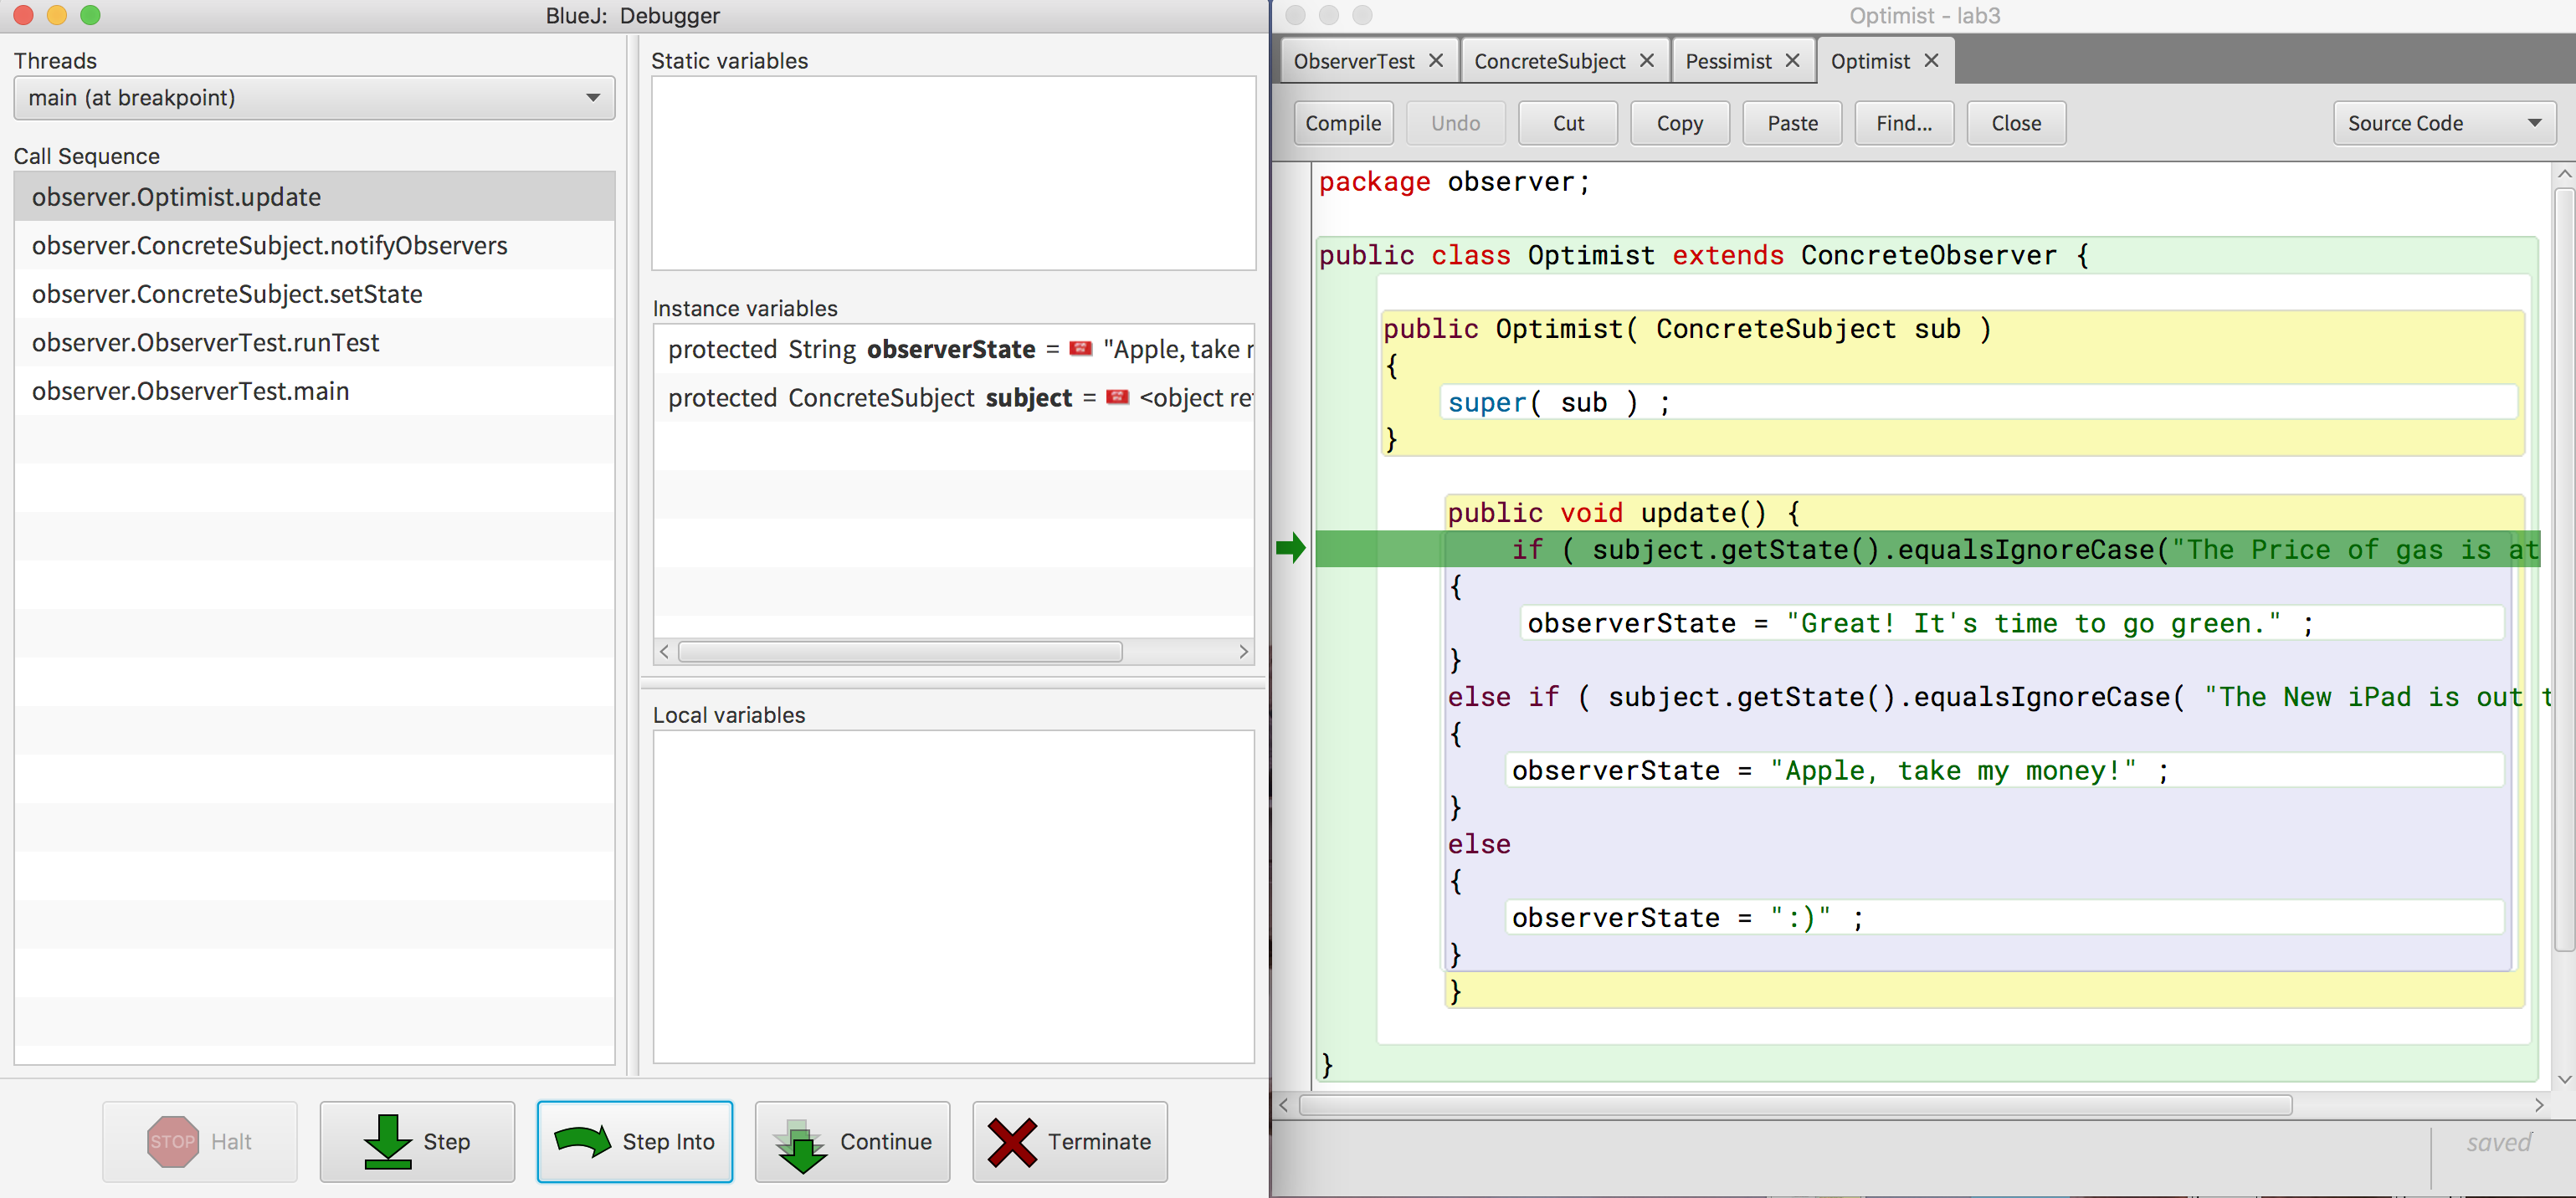 BlueJ: Debugger
Threads
main (at breakpoint)
Call Sequence
observer.Optimist.update
observer.ConcreteSubject.notifyObservers
observer.ConcreteSubject.setState
observer.ObserverTest.runTest
observer.ObserverTest.main
Static variables
Instance variables
protected String observerState = "Apple, take
protected ConcreteSubject subject = <object
Local variables
STOP Halt
Step
Step Into
Continue
Terminate
Optimist - lab3
ObserverTest
ConcreteSubject
Pessimist
Optimist
Compile
Undo
Cut
Copy
Paste
Find...
Close
Source Code
package observer;
public class Optimist extends ConcreteObserver {
public Optimist( ConcreteSubject sub )
{
super( sub ) ;
}
public void update() {
if ( subject.getState().equalsIgnoreCase("The Price of gas is at
{
observerState = "Great! It's time to go green." ;
}
else if ( subject.getState().equalsIgnoreCase( "The New iPad is out
{
observerState = "Apple, take my money!" ;
}
else
{
observerState = ":)" ;
}
}
}
saved